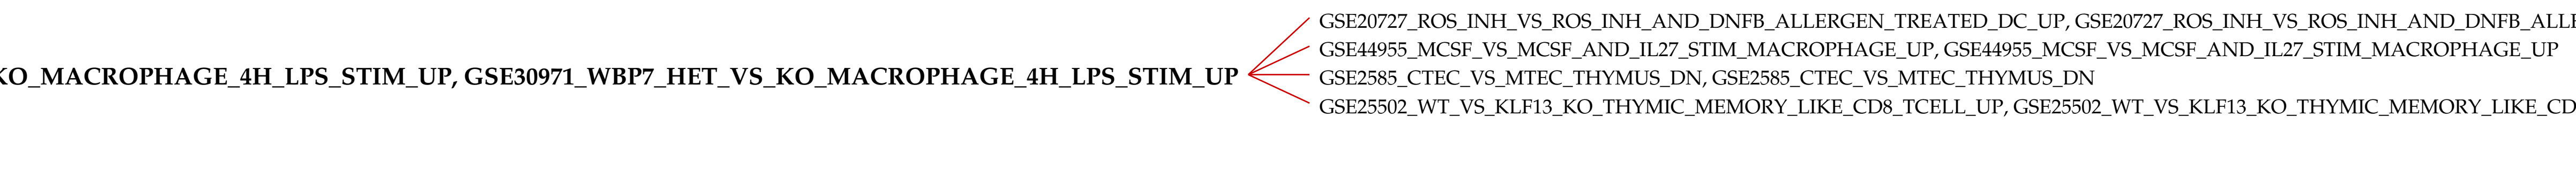 KO_MACROPHAGE_4H_LPS_STIM_UP, GSE30971_WBP7_HET_VS_KO_MACROPHAGE_4H_LPS_STIM_UP
GSE20727_ROS_INH_VS_ROS_INH_AND_DNFB_ALLERGEN_TREATED_DC_UP, GSE20727_ROS_INH_VS_ROS_INH_AND_DNFB_ALLE
GSE44955_MCSF_VS_MCSF_AND_IL27_STIM_MACROPHAGE_UP, GSE44955_MCSF_VS_MCSF_AND_IL27_STIM_MACROPHAGE_UP
GSE2585_CTEC_VS_MTEC_THYMUS_DN, GSE2585_CTEC_VS_MTEC_THYMUS_DN
GSE25502_WT_VS_KLF13_KO_THYMIC_MEMORY_LIKE_CD8_TCELL_UP, GSE25502_WT_VS_KLF13_KO_THYMIC_MEMORY_LIKE_CD